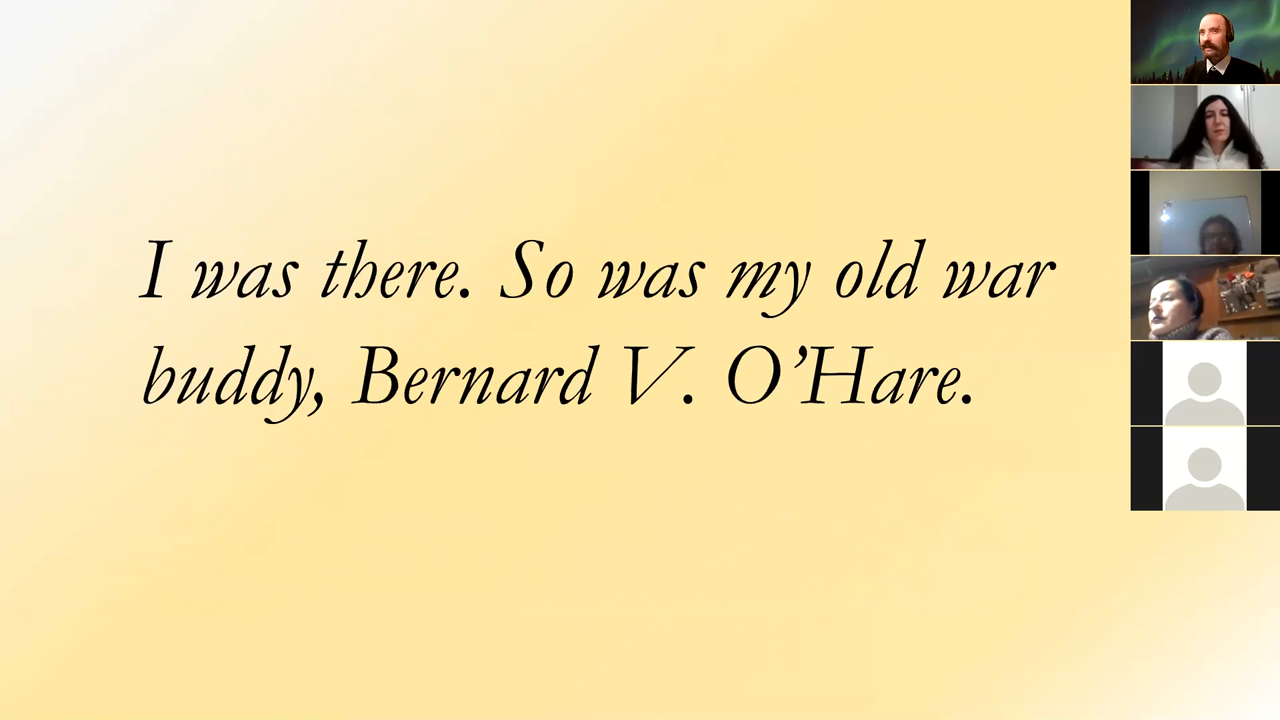 I was there. So was my old war
buddy, Bernard V. O’Hare.